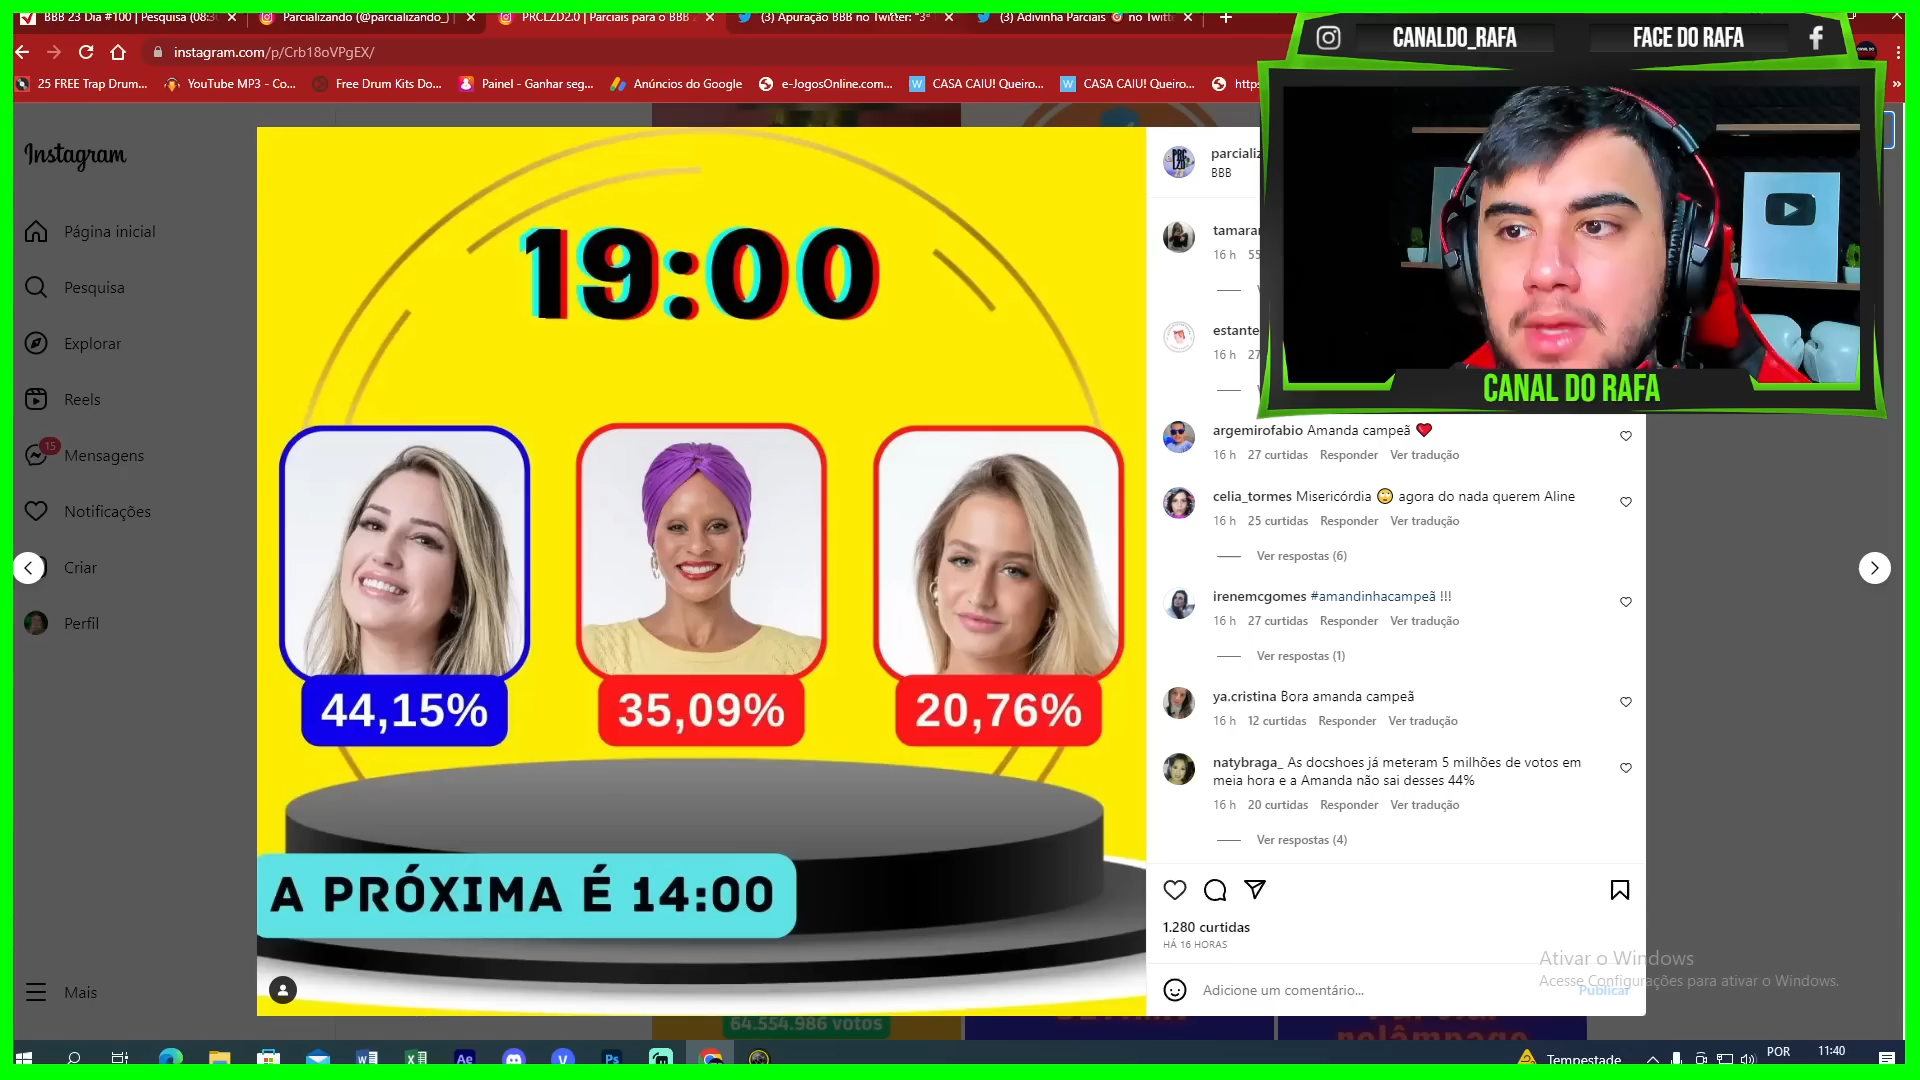 BBB 23 Dia #100 | Pesquisa (08:3
Parcializando (@parcializando_)
PRCLZD2.0 | Parciais para o BBB
(3) Apuração BBB no Twitter: "3ª
(3) Adivinha Parciais 🎯 no Twitt
instagram.com/p/Crb18oVPgEX/
25 FREE Trap Drum...
YouTube MP3 - Co...
Free Drum Kits Do...
Painel - Ganhar seg...
Anúncios do Google
e-JogosOnline.com...
CASA CAIU! Queiro...
CASA CAIU! Queiro...
CANALDO_RAFA
FACE DO RAFA
CANAL DO RAFA
Instagram
Página inicial
Pesquisa
Explorar
Reels
15
Mensagens
Notificações
Criar
Perfil
Mais
19:00
44,15%
35,09%
20,76%
A PRÓXIMA É 14:00
64.554.986 votos
relâmpago
PRC
LZD
BBB
16 h
16 h
argemirofabio Amanda campeã ❤️
16 h 27 curtidas Responder Ver tradução
celia_tormes Misericórdia 🙄 agora do nada querem Aline
16 h 25 curtidas Responder Ver tradução
Ver respostas (6)
irenemcgomes #amandinhacampeã !!!
16 h 27 curtidas Responder Ver tradução
Ver respostas (1)
ya.cristina Bora amanda campeã
16 h 12 curtidas Responder Ver tradução
natybraga_ As docshoes já meteram 5 milhões de votos em
meia hora e a Amanda não sai desses 44%
16 h 20 curtidas Responder Ver tradução
Ver respostas (4)
1.280 curtidas
HÁ 16 HORAS
Adicione um comentário...
Publicar
Ativar o Windows
Acesse Configurações para ativar o Windows.
Tempestade
POR
11:40